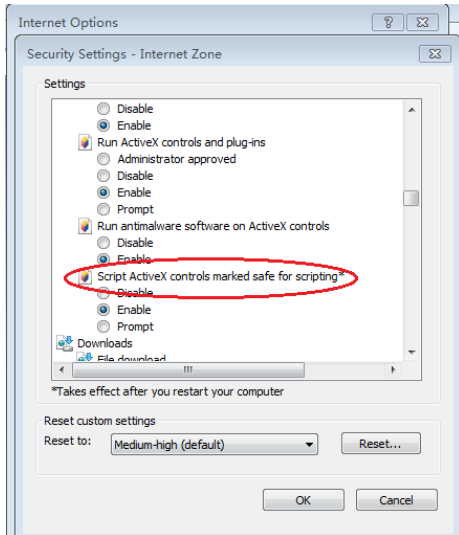 Internet Options
Security Settings - Internet Zone
Settings
Disable
Enable
Run ActiveX controls and plug-ins
Administrator approved
Disable
Enable
Prompt
Run antimalware software on ActiveX controls
Disable
Enable
Script ActiveX controls marked safe for scripting*
Disable
Enable
Prompt
Downloads
File download
*Takes effect after you restart your computer
Reset custom settings
Reset to: Medium-high (default) Reset...
OK Cancel